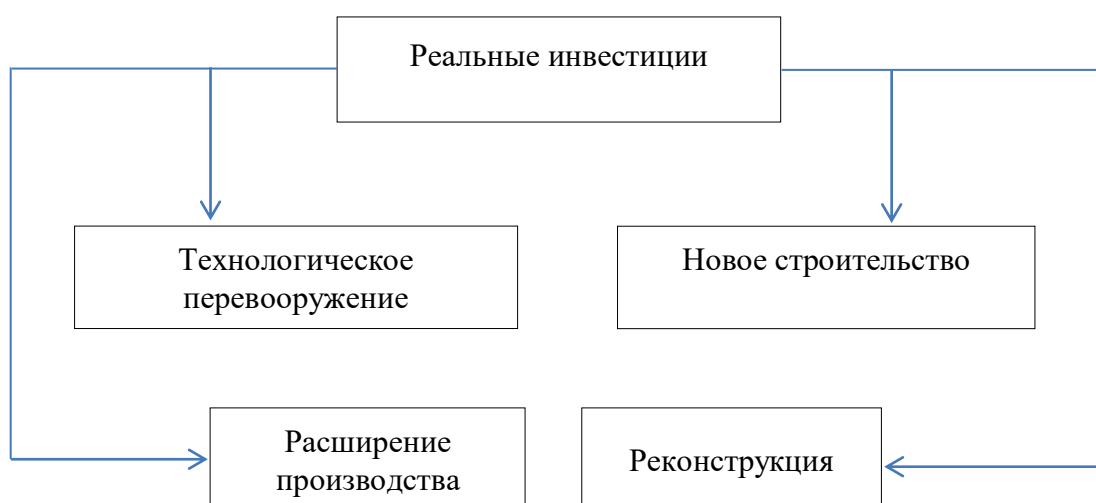 Реальные инвестиции
Технологическое
перевооружение
Новое строительство
Расширение
производства
Реконструкция